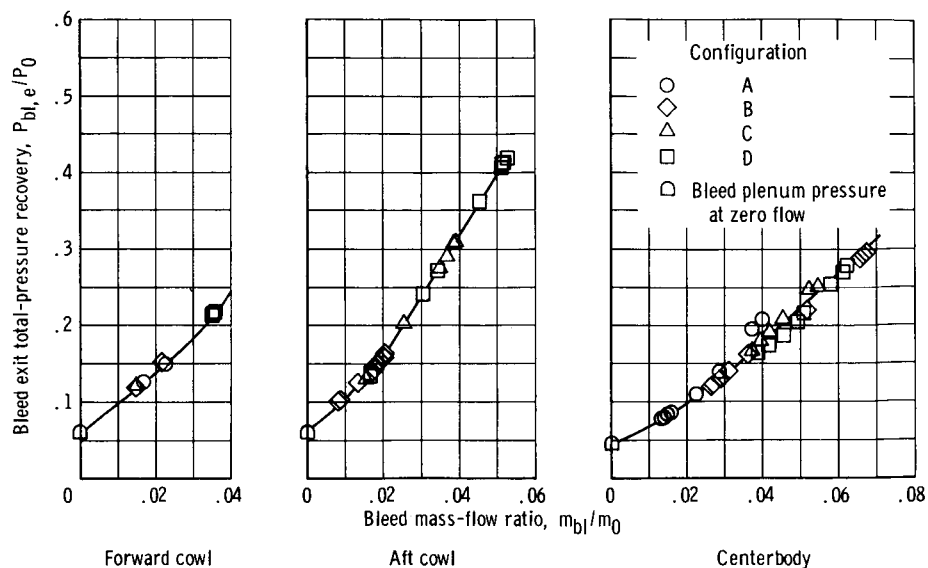 Bleed exit total-pressure recovery, P_bl,e/P_0
.6
.5
.4
.3
.2
.1
0 .02 .04
0 .02 .04 .06
0 .02 .04 .06 .08
Configuration
A
B
C
D
Bleed plenum pressure
at zero flow
Bleed mass-flow ratio, m_bl/m_0
Forward cowl
Aft cowl
Centerbody